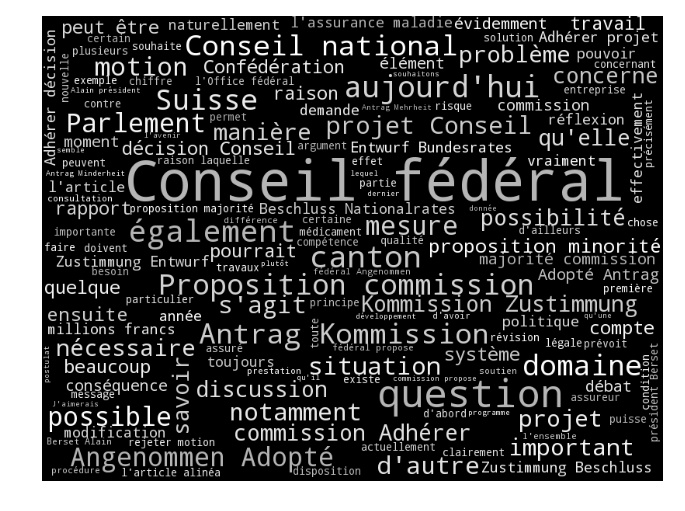 peut être
naturellement
l'assurance maladie
évidemment
travail
certain
solution
Adhérer projet
plusieurs
souhaite
Conseil national
problème
pouvoir
motion
Confédération
élément
concernant
nouvelle
exemple
chiffre
l'Office fédéral
souhaitons
aujourd'hui
concerne
Alain président
raison
entreprise
Adhérer décision
contre
Suisse
demande
Antrag Mehrheit
risque
commission
Parlement
permet
manière
projet Conseil
réflexion
précisément
l'avenir
qu'elle
effectivement
moment
décision Conseil
argument
Entwurf Bundesrates
semble
peuvent
raison laquelle
effet
vraiment
Antrag Minderheit
lequel
Conseil fédéral
l'article
partie
dernier
consultation
rapport
proposition majorité
Beschluss Nationalrates
donnée
possibilité
chose
différence
certaine
importante
également
médicament
mesure
d'ailleurs
compétence
qualité
faire
doivent
pourrait
canton
proposition minorité
Zustimmung Entwurf
travaux
plutôt
majorité commission
besoin
fédéral Angenommen
quelque
Proposition commission
Adopté Antrag
première
particulier
s'agit
principe
Kommission Zustimmung
ensuite
année
développement
d'avoir
politique
qu'une
compte
millions francs
Antrag Kommission
toute
révision
légale
prévoit
nécessaire
assure
fédéral propose
système
toujours
situation
domaine
débat
postulat
beaucoup
prestation
qu'il
soutien
condition
président Berset
conséquence
savoir
discussion
existe
commission propose
question
assureur
message
j'aimerais
possible
notamment
d'abord
programme
projet
puisse
modification
commission Adhérer
l'ensemble
Berset Alain
rejeter motion
actuellement
clairement
important
Angenommen Adopté
d'autre
procédure
l'article alinéa
disposition
Zustimmung Beschluss